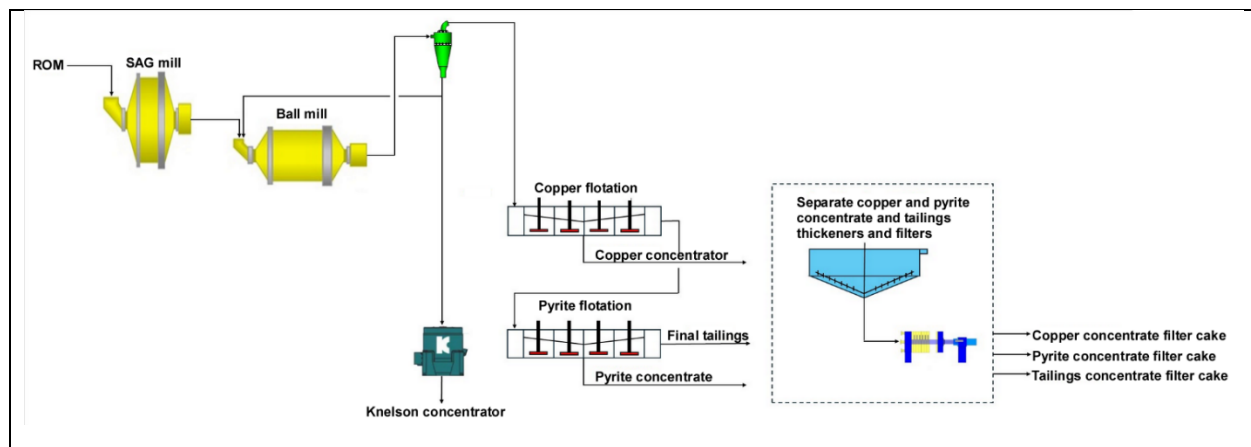 ROM
SAG mill
Ball mill
Copper flotation
Copper concentrator
Pyrite flotation
Final tailings
Pyrite concentrate
K
Knelson concentrator
Separate copper and pyrite
concentrate and tailings
thickeners and filters
Copper concentrate filter cake
Pyrite concentrate filter cake
Tailings concentrate filter cake